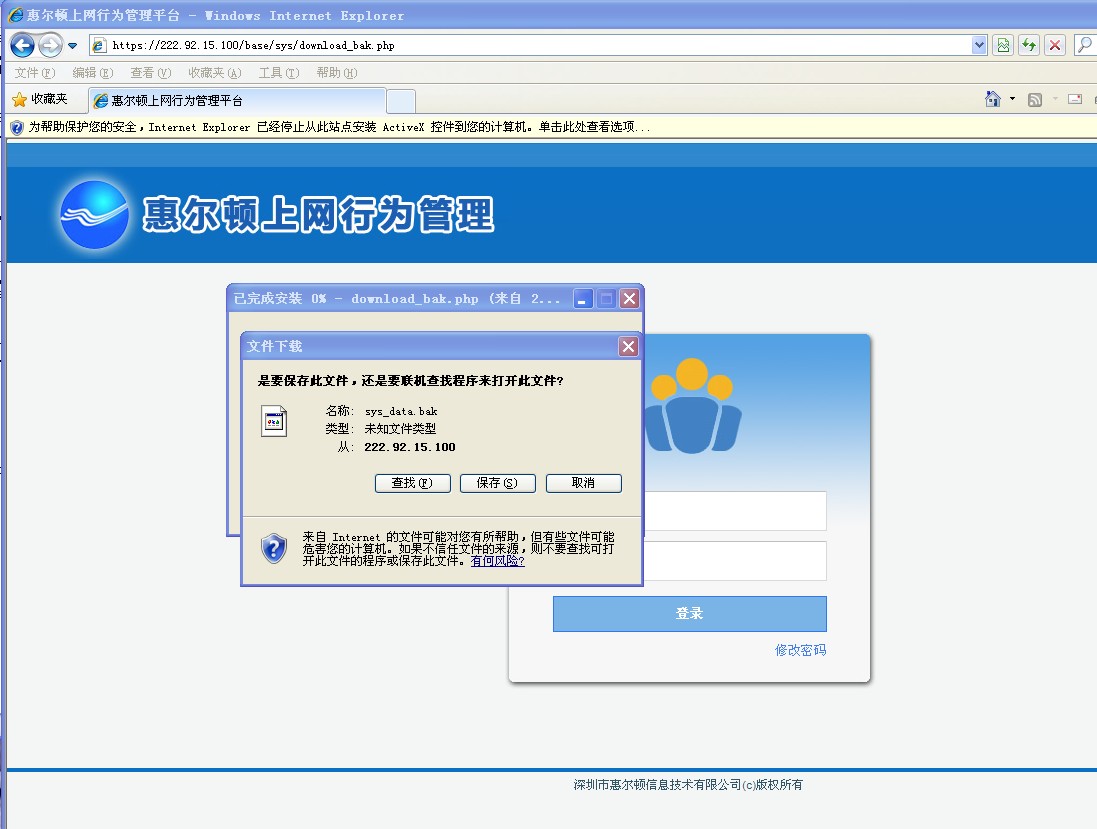 惠尔顿上网行为管理平台 - Windows Internet Explorer
https://222.92.15.100/base/sys/download_bak.php
文件(F) 编辑(E) 查看(V) 收藏夹(A) 工具(T) 帮助(H)
收藏夹 惠尔顿上网行为管理平台
为帮助保护您的安全，Internet Explorer 已经停止从此站点安装 ActiveX 控件到您的计算机。单击此处查看选项...
惠尔顿上网行为管理
已完成安装 0% - download_bak.php (来自 2...
文件下载
是要保存此文件，还是要联机查找程序来打开此文件?
名称: sys_data.bak
类型: 未知文件类型
从: 222.92.15.100
查找(F) 保存(S) 取消
来自 Internet 的文件可能对您有所帮助，但有些文件可能
危害您的计算机。如果不信任文件的来源，则不要查找可打
开此文件的程序或保存此文件。有何风险?
登录
修改密码
深圳市惠尔顿信息技术有限公司(c)版权所有